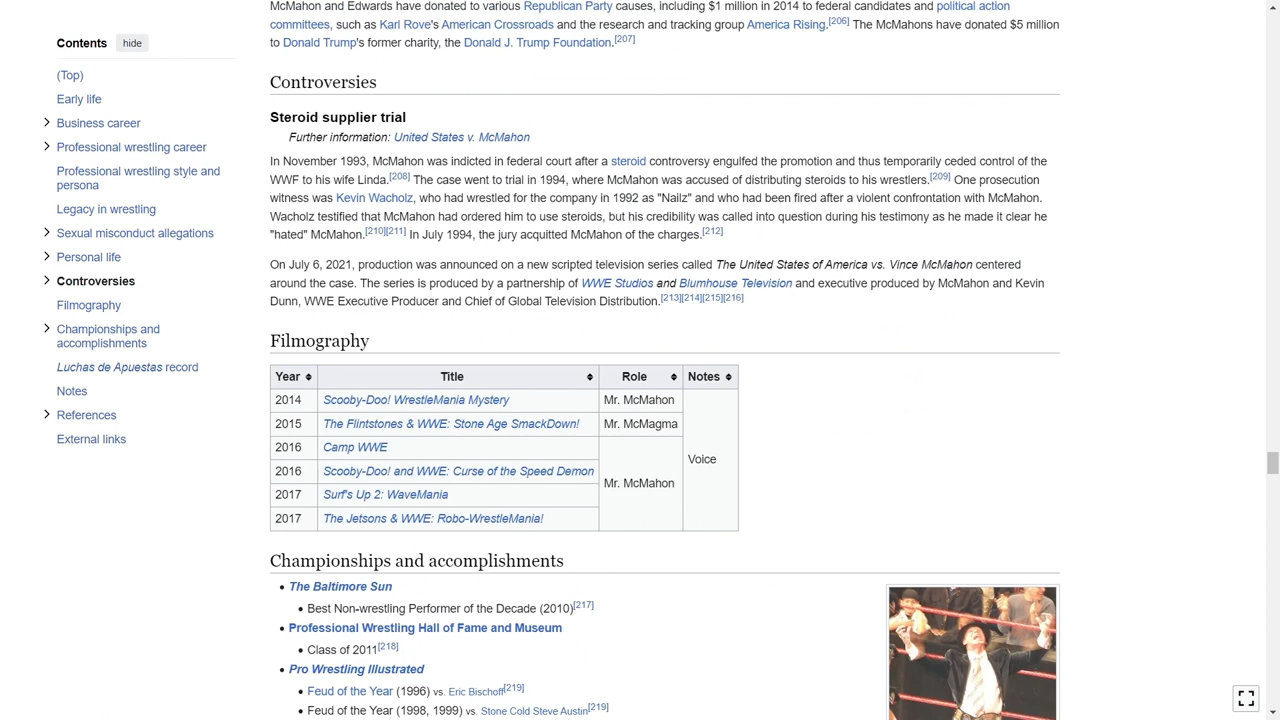 McMahon and Edwards have donated to various Republican Party causes, including $1 million in 2014 to federal candidates and political action
committees, such as Karl Rove's American Crossroads and the research and tracking group America Rising.[206] The McMahons have donated $5 million
to Donald Trump's former charity, the Donald J. Trump Foundation.[207]
Contents hide
(Top)
Early life
Business career
Professional wrestling career
Professional wrestling style and
persona
Legacy in wrestling
Sexual misconduct allegations
Personal life
Controversies
Filmography
Championships and
accomplishments
Luchas de Apuestas record
Notes
References
External links
Controversies
Steroid supplier trial
Further information: United States v. McMahon
In November 1993, McMahon was indicted in federal court after a steroid controversy engulfed the promotion and thus temporarily ceded control of the
WWF to his wife Linda.[208] The case went to trial in 1994, where McMahon was accused of distributing steroids to his wrestlers.[209] One prosecution
witness was Kevin Wacholz, who had wrestled for the company in 1992 as "Nailz" and who had been fired after a violent confrontation with McMahon.
Wacholz testified that McMahon had ordered him to use steroids, but his credibility was called into question during his testimony as he made it clear he
"hated" McMahon.[210][211] In July 1994, the jury acquitted McMahon of the charges.[212]
On July 6, 2021, production was announced on a new scripted television series called The United States of America vs. Vince McMahon centered
around the case. The series is produced by a partnership of WWE Studios and Blumhouse Television and executive produced by McMahon and Kevin
Dunn, WWE Executive Producer and Chief of Global Television Distribution.[213][214][215][216]
Filmography
Year Title Role Notes
2014 Scooby-Doo! WrestleMania Mystery Mr. McMahon
2015 The Flintstones & WWE: Stone Age SmackDown! Mr. McMagma
2016 Camp WWE
Voice
2016 Scooby-Doo! and WWE: Curse of the Speed Demon
Mr. McMahon
2017 Surf's Up 2: WaveMania
2017 The Jetsons & WWE: Robo-WrestleMania!
Championships and accomplishments
• The Baltimore Sun
• Best Non-wrestling Performer of the Decade (2010)[217]
• Professional Wrestling Hall of Fame and Museum
• Class of 2011[218]
• Pro Wrestling Illustrated
• Feud of the Year (1996) vs. Eric Bischoff[219]
• Feud of the Year (1998, 1999) vs. Stone Cold Steve Austin[219]